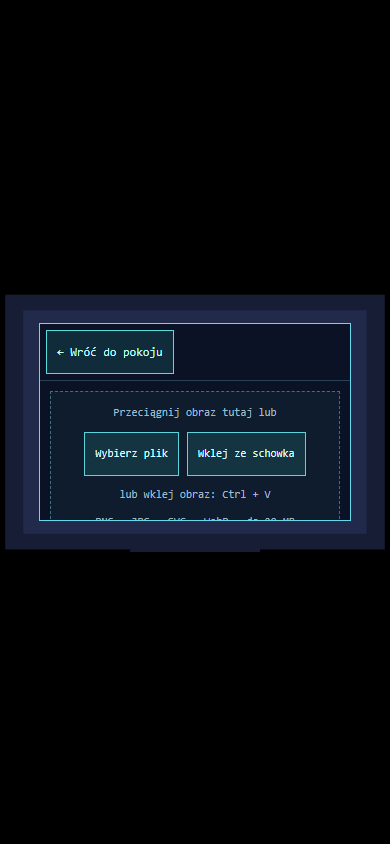 ← Wróć do pokoju
Przeciągnij obraz tutaj lub
Wybierz plik Wklej ze schowka
lub wklej obraz: Ctrl + V